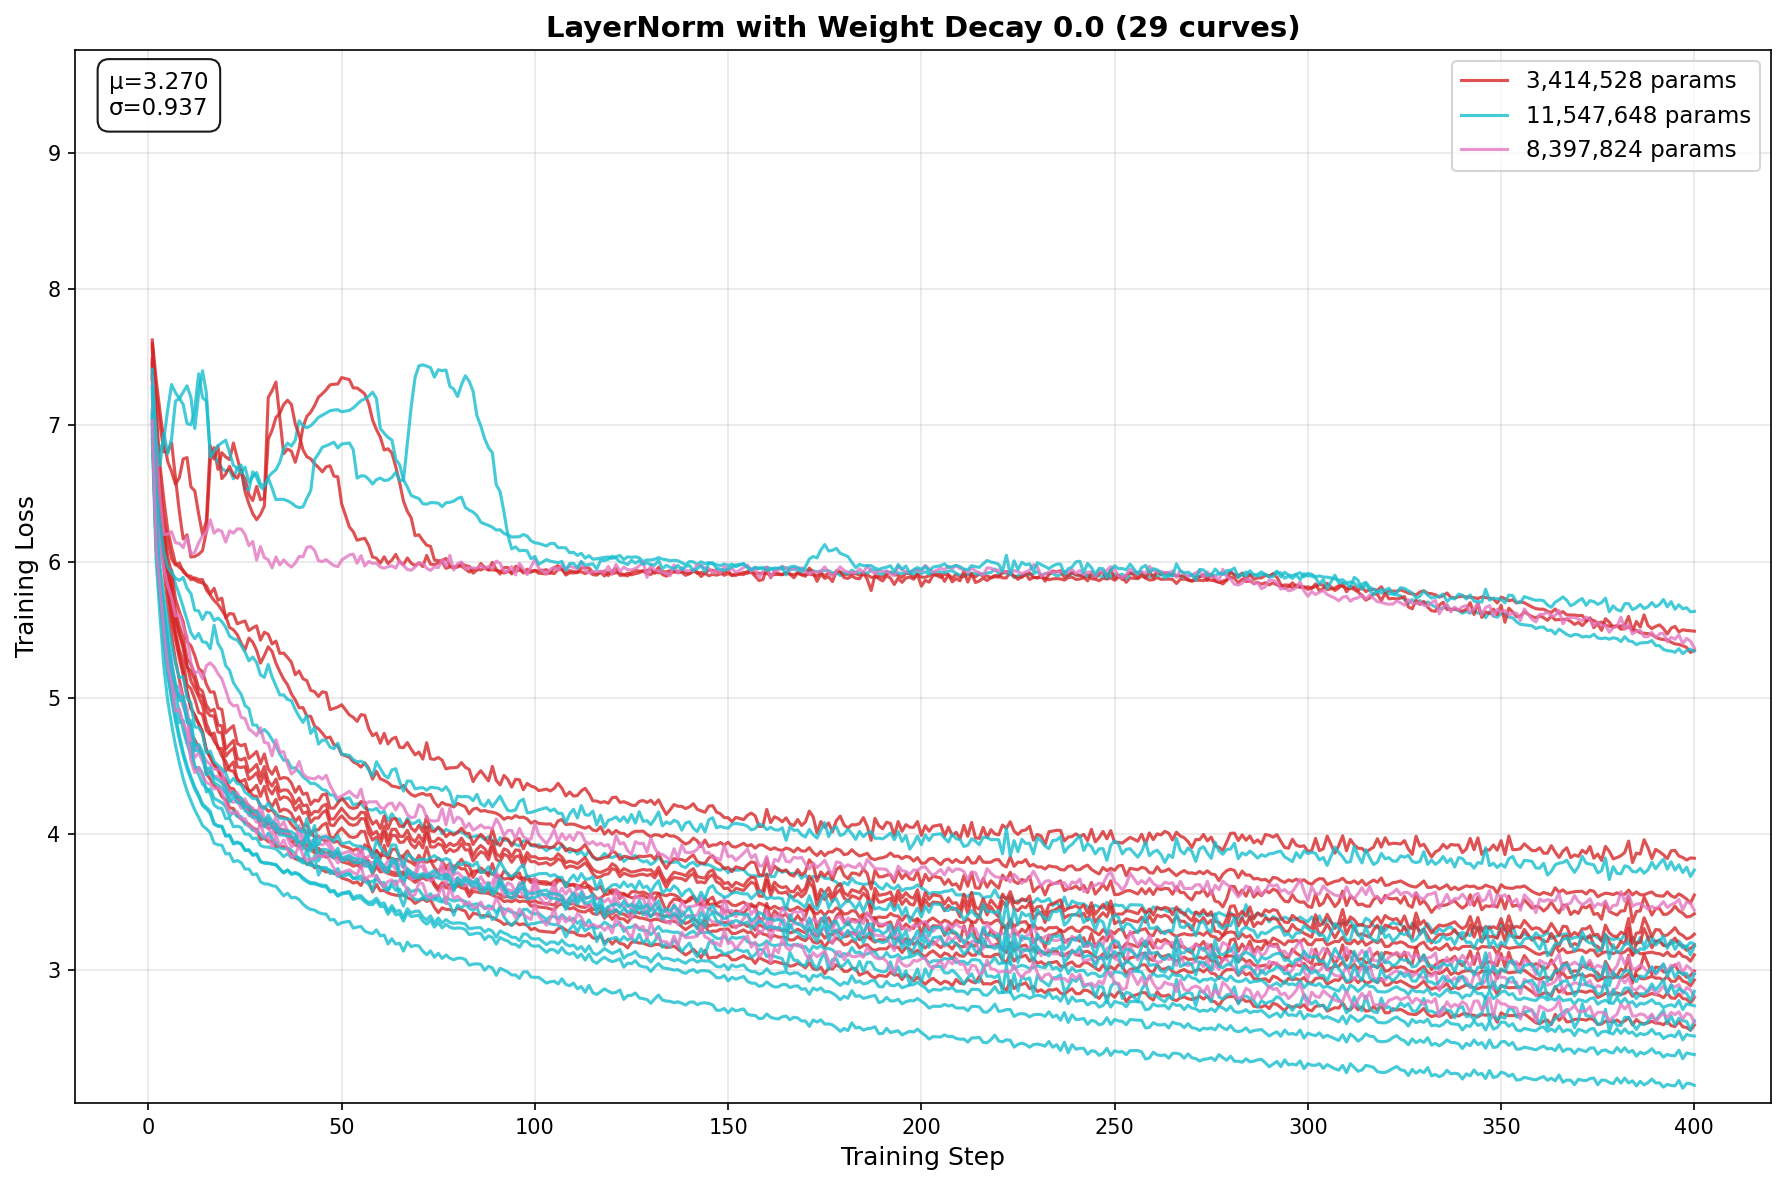 LayerNorm with Weight Decay 0.0 (29 curves)
μ=3.270
σ=0.937
3,414,528 params
11,547,648 params
8,397,824 params
9
8
7
6
5
4
3
Training Loss
0 50 100 150 200 250 300 350 400
Training Step